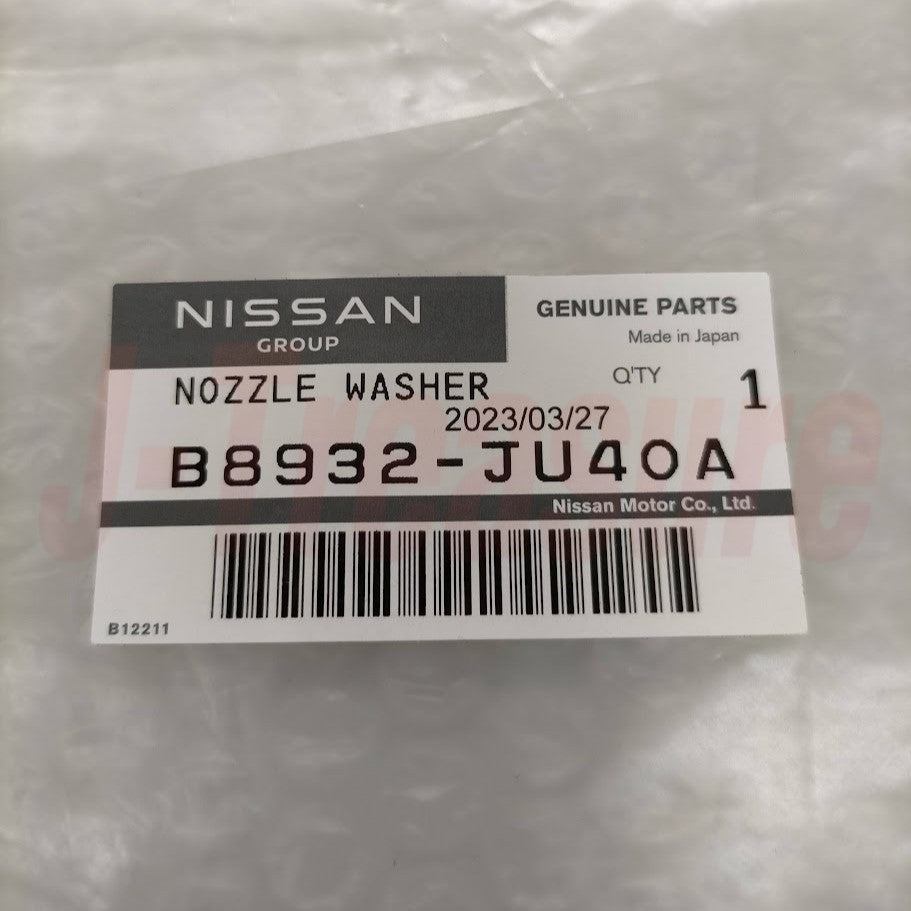 NISSAN
GROUP
GENUINE PARTS
Made in Japan
NOZZLE WASHER
Q'TY 1
2023/03/27
B8932-JU40A
Nissan Motor Co., Ltd.
B12211
J-Treasure